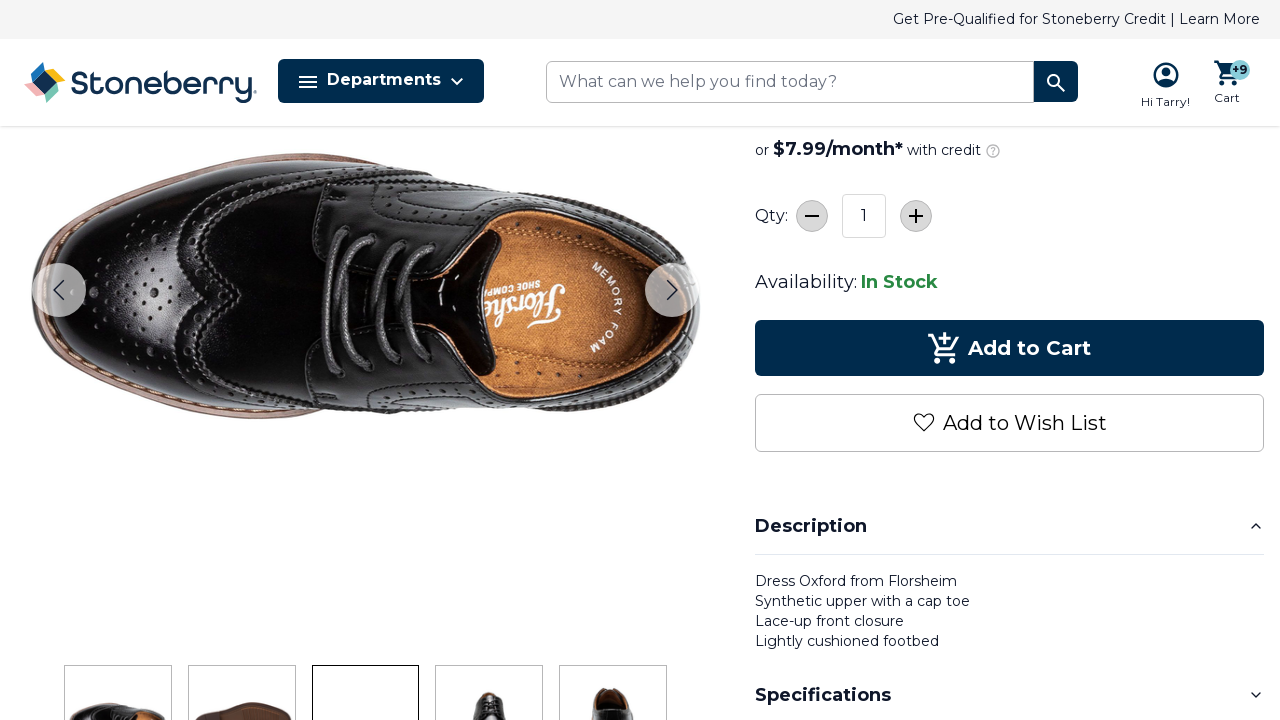 Get Pre-Qualified for Stoneberry Credit | Learn More
Stoneberry
Departments
What can we help you find today?
Hi Tarry!
+9
Cart
or $7.99/month* with credit ?
Qty: 1
Availability: In Stock
Add to Cart
Add to Wish List
Florsheim
SHOE COMPANY
MEMORY FOAM
Description
Dress Oxford from Florsheim
Synthetic upper with a cap toe
Lace-up front closure
Lightly cushioned footbed
Specifications